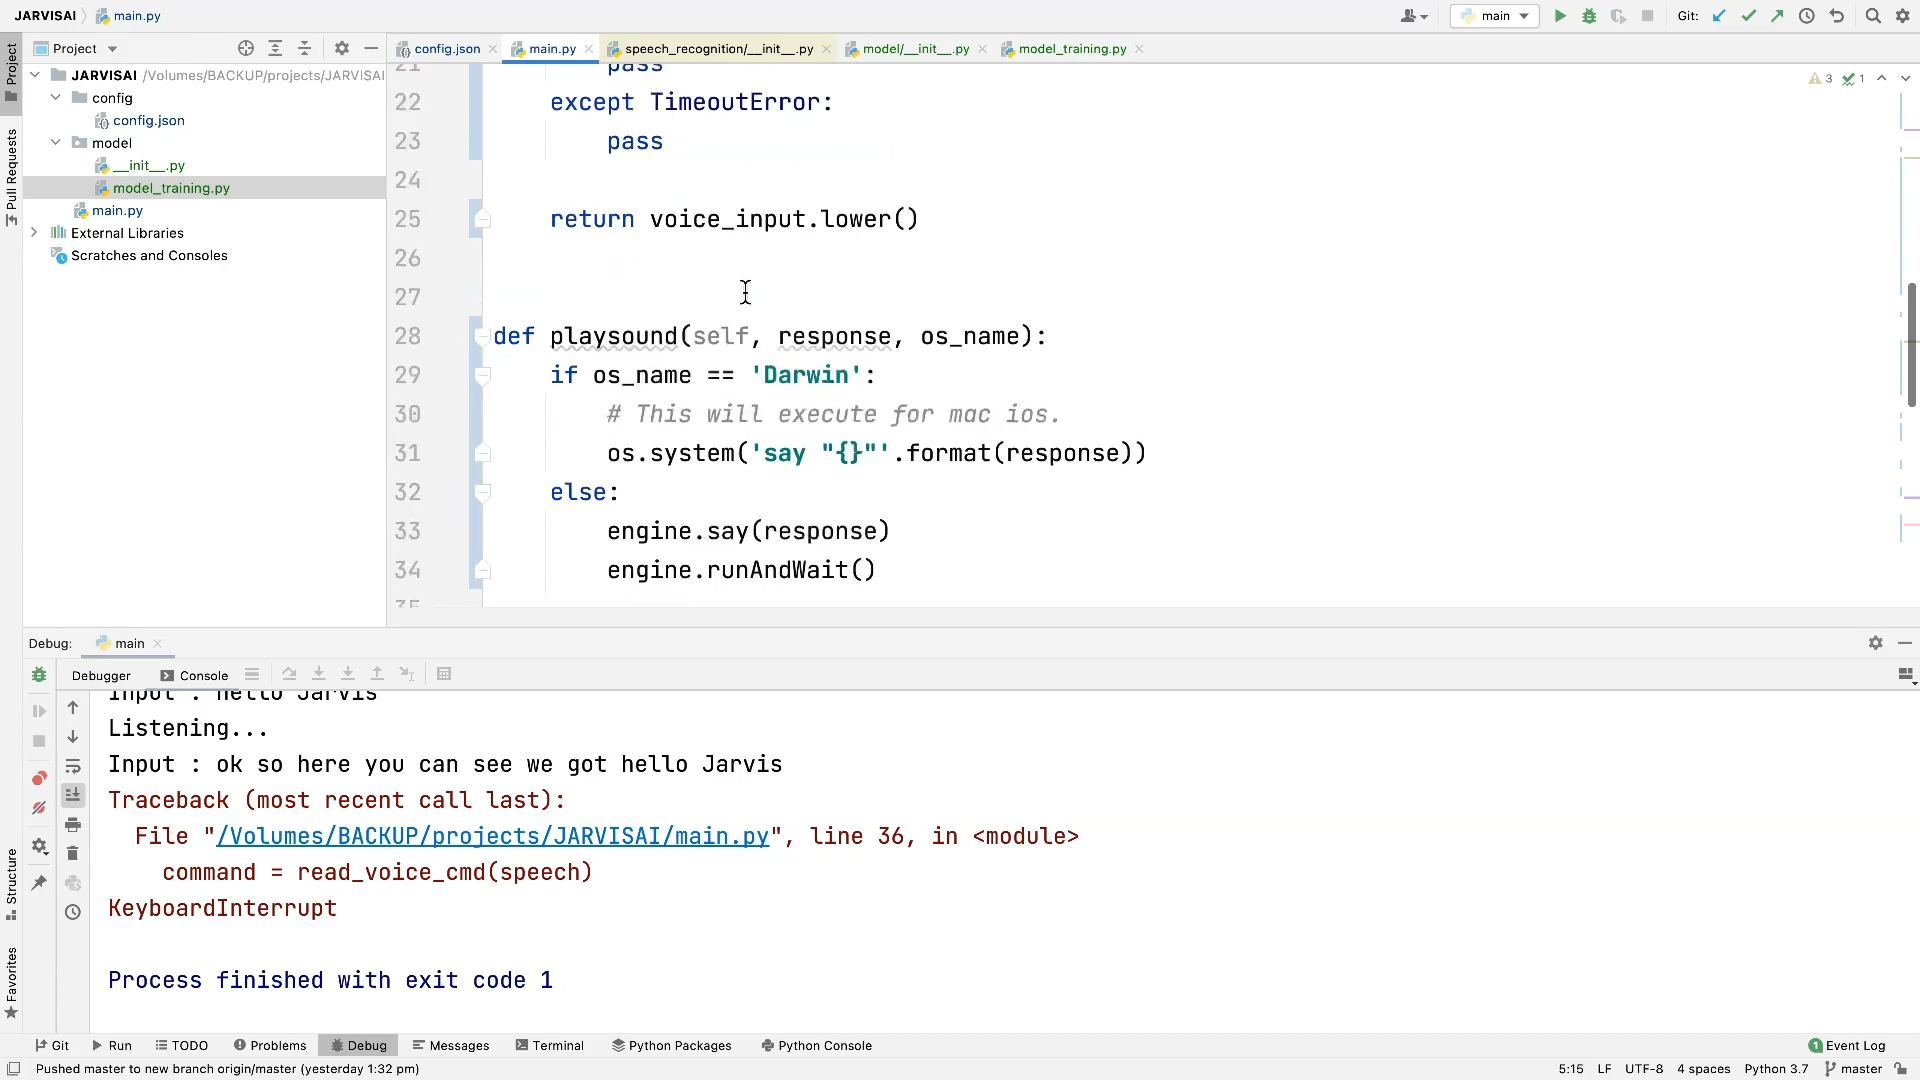 JARVISAI main.py
main
Git:
Project
config.json
main.py
speech_recognition/__init__.py
model/__init__.py
model_training.py
JARVISAI /Volumes/BACKUP/projects/JARVISAI
config
config.json
model
__init__.py
model_training.py
main.py
External Libraries
Scratches and Consoles
Project
Pull Requests
Structure
Favorites
3 1
21 pass
22 except TimeoutError:
23 pass
24
25 return voice_input.lower()
26
27
28 def playsound(self, response, os_name):
29 if os_name == 'Darwin':
30 # This will execute for mac ios.
31 os.system('say "{}"'.format(response))
32 else:
33 engine.say(response)
34 engine.runAndWait()
35
Debug: main
Debugger Console
Input : hello Jarvis
Listening...
Input : ok so here you can see we got hello Jarvis
Traceback (most recent call last):
File "/Volumes/BACKUP/projects/JARVISAI/main.py", line 36, in <module>
command = read_voice_cmd(speech)
KeyboardInterrupt
Process finished with exit code 1
Git Run TODO Problems Debug Messages Terminal Python Packages Python Console 1 Event Log
Pushed master to new branch origin/master (yesterday 1:32 pm) 5:15 LF UTF-8 4 spaces Python 3.7 master